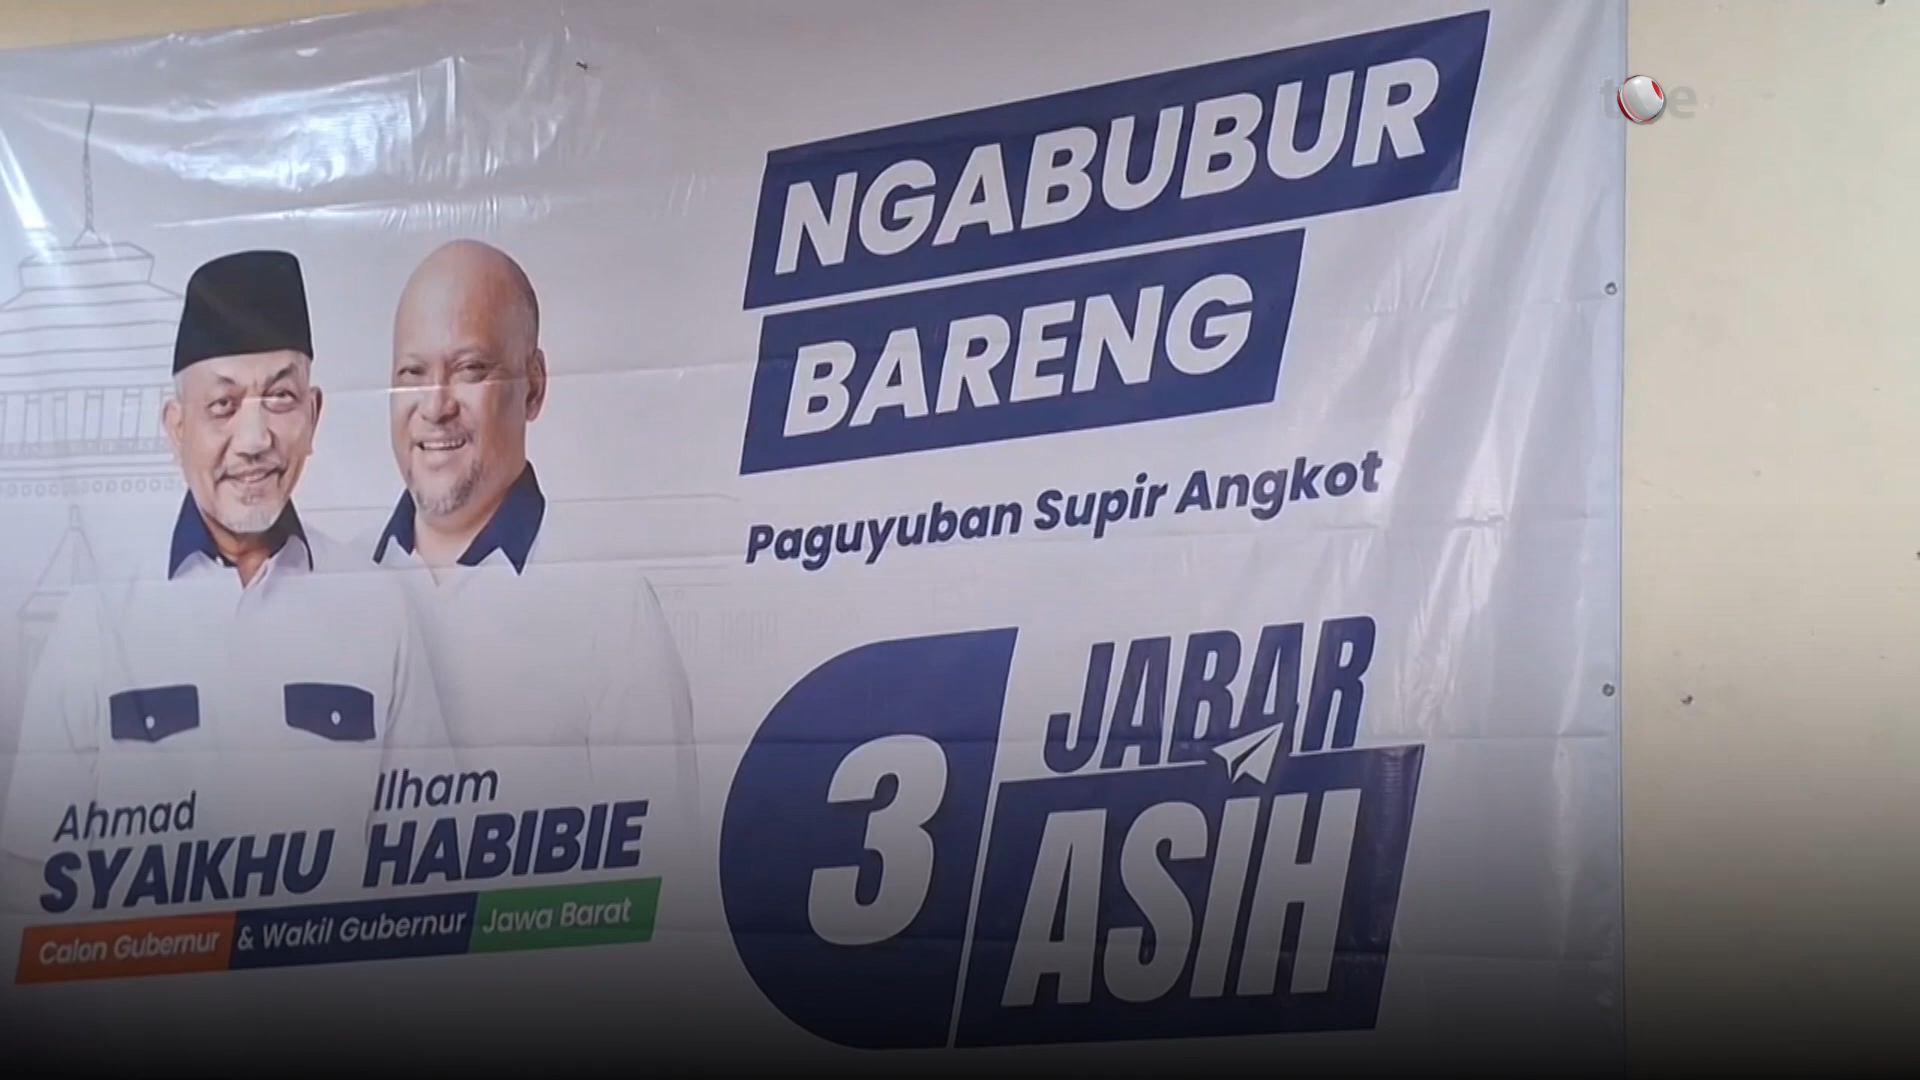 NGABUBUR
BARENG
Paguyuban Supir Angkot
3
JABAR
ASIH
Ahmad
SYAIKHU
Ilham
HABIBIE
Calon Gubernur & Wakil Gubernur Jawa Barat